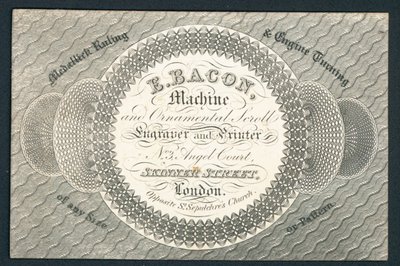 Medallick Ruling
& Engine Turning
E. BACON,
Machine
and Ornamental Scroll
Engraver and Printer
No. 3, Angel Court,
SKINNER STREET,
London.
Opposite St. Sepulchres Church.
of any Size
or Pattern